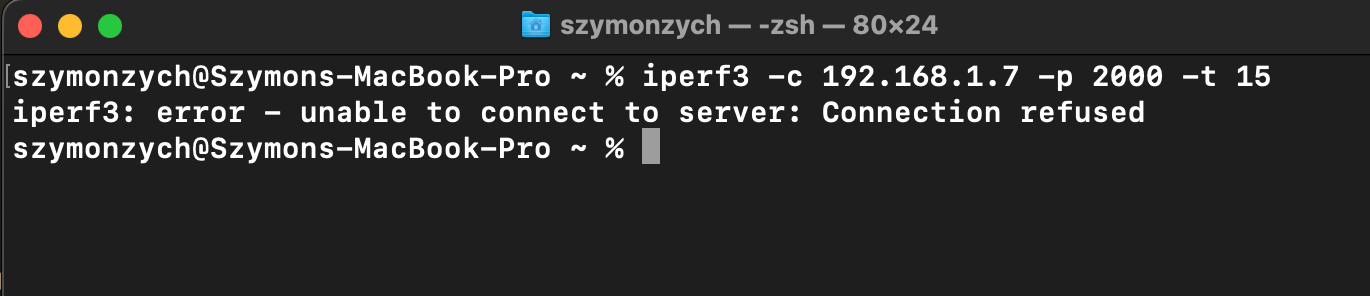 szymonzych — -zsh — 80×24
[szymonzych@Szymons-MacBook-Pro ~ % iperf3 -c 192.168.1.7 -p 2000 -t 15
iperf3: error - unable to connect to server: Connection refused
szymonzych@Szymons-MacBook-Pro ~ %